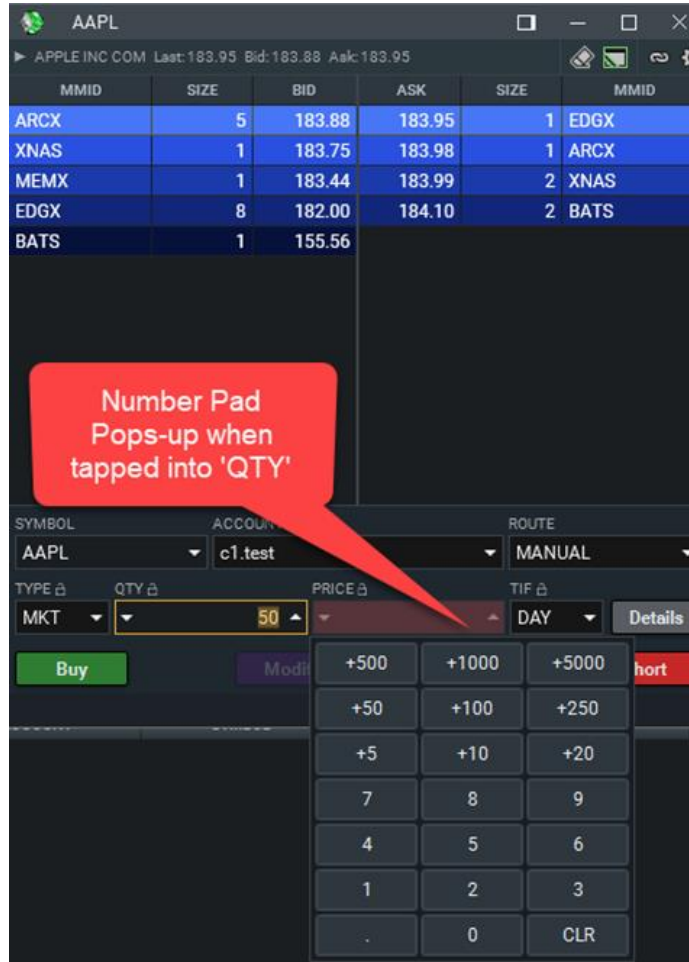 AAPL
APPLE INC COM Last:183.95 Bid:183.88 Ask:183.95
MMID SIZE BID ASK SIZE MMID
ARCX 5 183.88 183.95 1 EDGX
XNAS 1 183.75 183.98 1 ARCX
MEMX 1 183.44 183.99 2 XNAS
EDGX 8 182.00 184.10 2 BATS
BATS 1 155.56
Number Pad
Pops-up when
tapped into 'QTY'
SYMBOL ACCOUNT ROUTE
AAPL c1.test MANUAL
TYPE QTY PRICE TIF
MKT 50 DAY Details
Buy Modif hort
+500 +1000 +5000
+50 +100 +250
+5 +10 +20
7 8 9
4 5 6
1 2 3
. 0 CLR